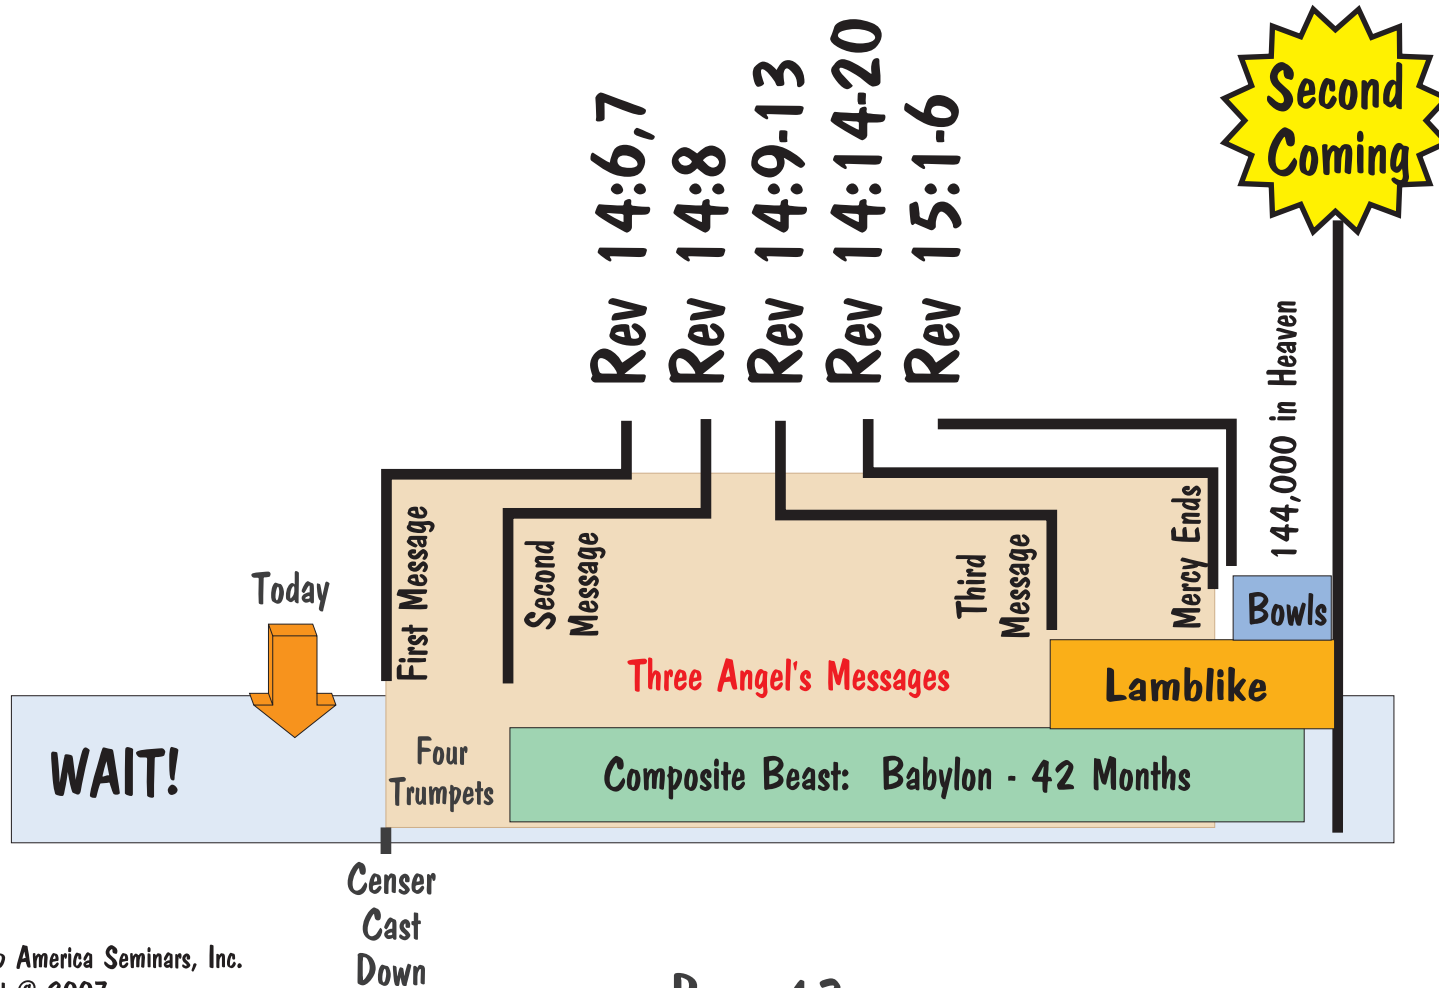 Rev 14:6,7
Rev 14:8
Rev 14:9-13
Rev 14:14-20
Rev 15:1-6
Second
Coming
144,000 in Heaven
Today
First Message
Second
Message
Third
Message
Mercy Ends
Bowls
Three Angel's Messages
Lamblike
WAIT!
Four
Trumpets
Composite Beast: Babylon - 42 Months
Censer
Cast
Down
America Seminars, Inc.
© 2007